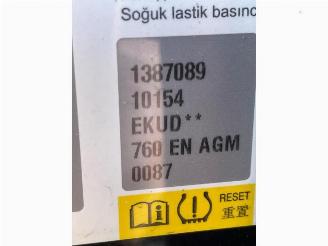 Soğuk lastik basınc
1387089
10154
EKUD**
760 EN AGM
0087
RESET
重置